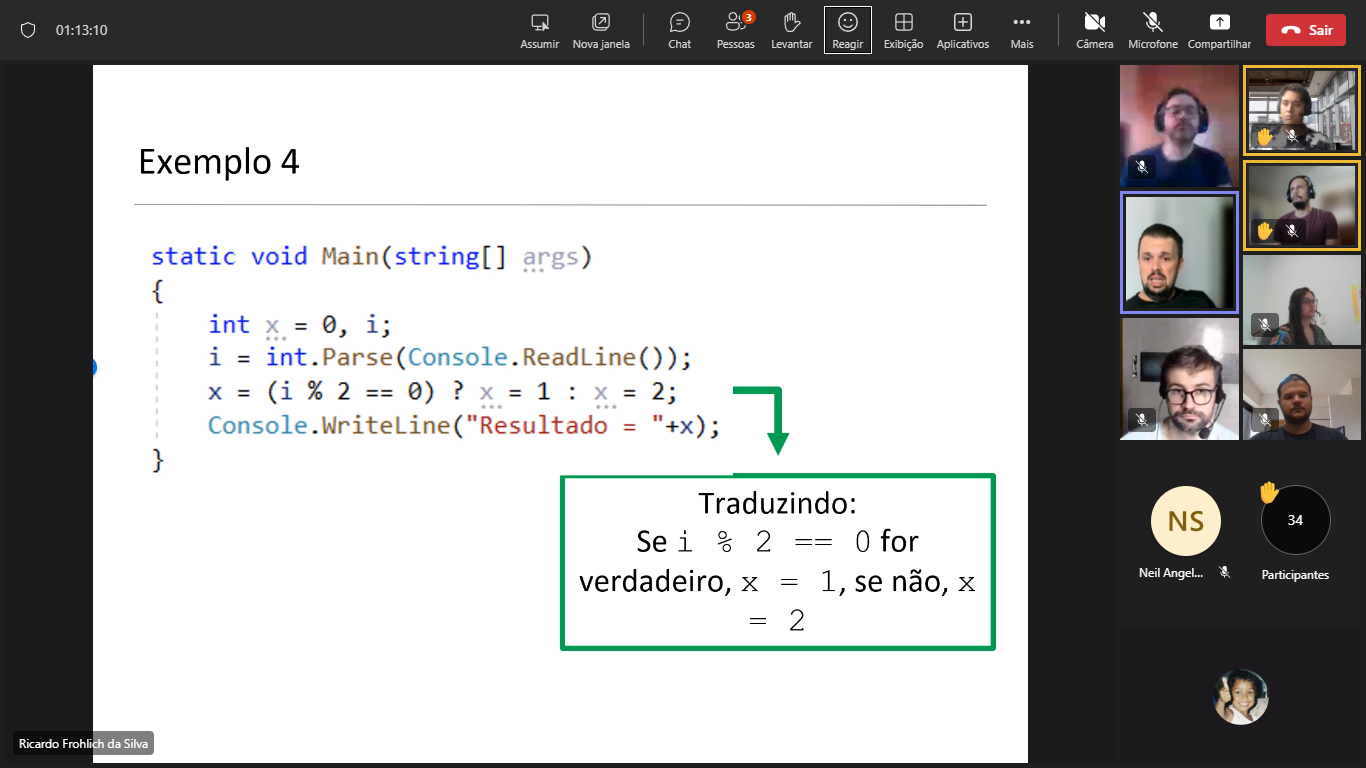 01:13:10
Assumir
Nova janela
Chat
3
Pessoas
Levantar
Reagir
Exibição
Aplicativos
Mais
Câmera
Microfone
Compartilhar
Sair
Exemplo 4
static void Main(string[] args)
{
int x = 0, i;
i = int.Parse(Console.ReadLine());
x = (i % 2 == 0) ? x = 1 : x = 2;
Console.WriteLine("Resultado = "+x);
}
Traduzindo:
Se i % 2 == 0 for
verdadeiro, x = 1, se não, x
= 2
NS
Neil Angel...
34
Participantes
Ricardo Frohlich da Silva